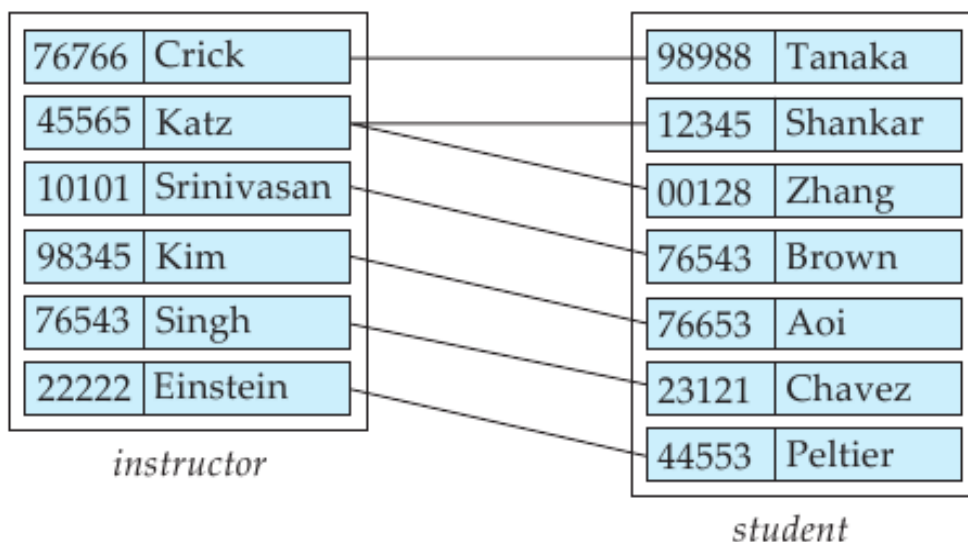 76766 Crick
45565 Katz
10101 Srinivasan
98345 Kim
76543 Singh
22222 Einstein
instructor
98988 Tanaka
12345 Shankar
00128 Zhang
76543 Brown
76653 Aoi
23121 Chavez
44553 Peltier
student